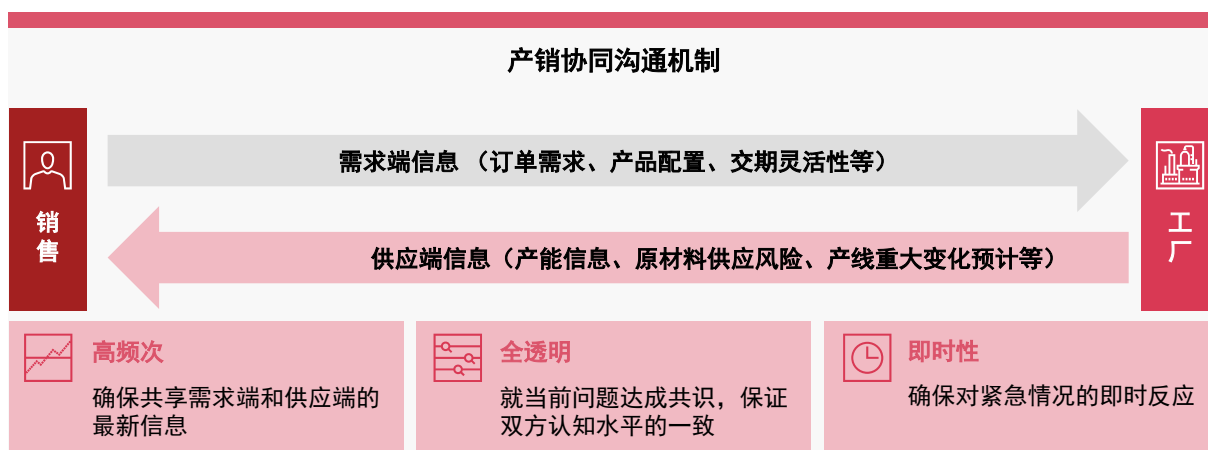 产销协同沟通机制
需求端信息 （订单需求、产品配置、交期灵活性等）
销
售
工
厂
供应端信息（产能信息、原材料供应风险、产线重大变化预计等）
高频次
确保共享需求端和供应端的
最新信息
全透明
就当前问题达成共识，保证
双方认知水平的一致
即时性
确保对紧急情况的即时反应